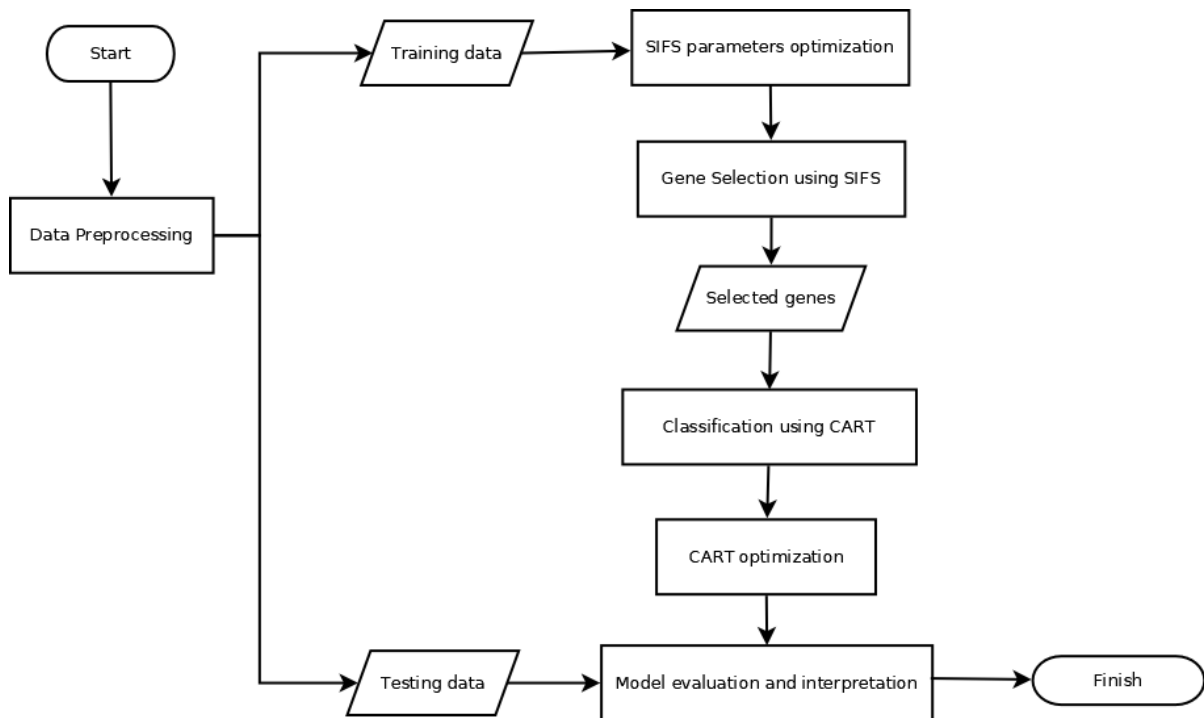 Start
Training data
SIFS parameters optimization
Gene Selection using SIFS
Data Preprocessing
Selected genes
Classification using CART
CART optimization
Testing data
Model evaluation and interpretation
Finish